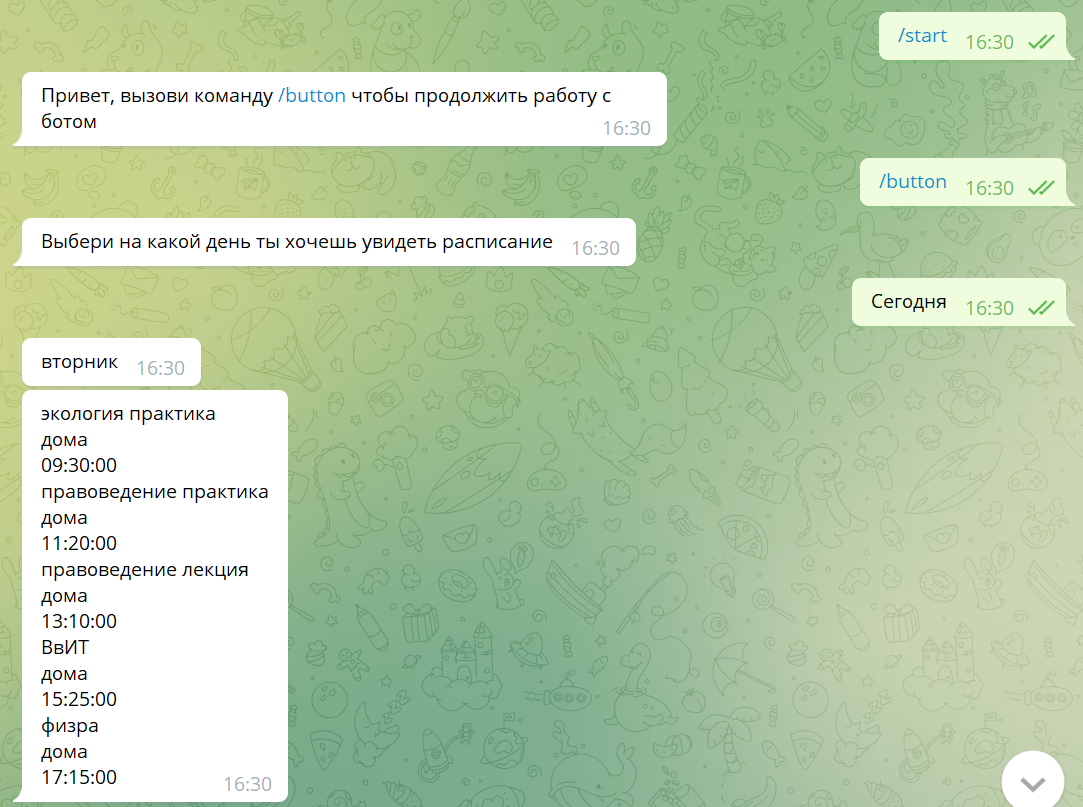 /start 16:30
Привет, вызови команду /button чтобы продолжить работу с
ботом
16:30
/button 16:30
Выбери на какой день ты хочешь увидеть расписание 16:30
Сегодня 16:30
вторник 16:30
экология практика
дома
09:30:00
правоведение практика
дома
11:20:00
правоведение лекция
дома
13:10:00
ВвИТ
дома
15:25:00
физра
дома
17:15:00
16:30